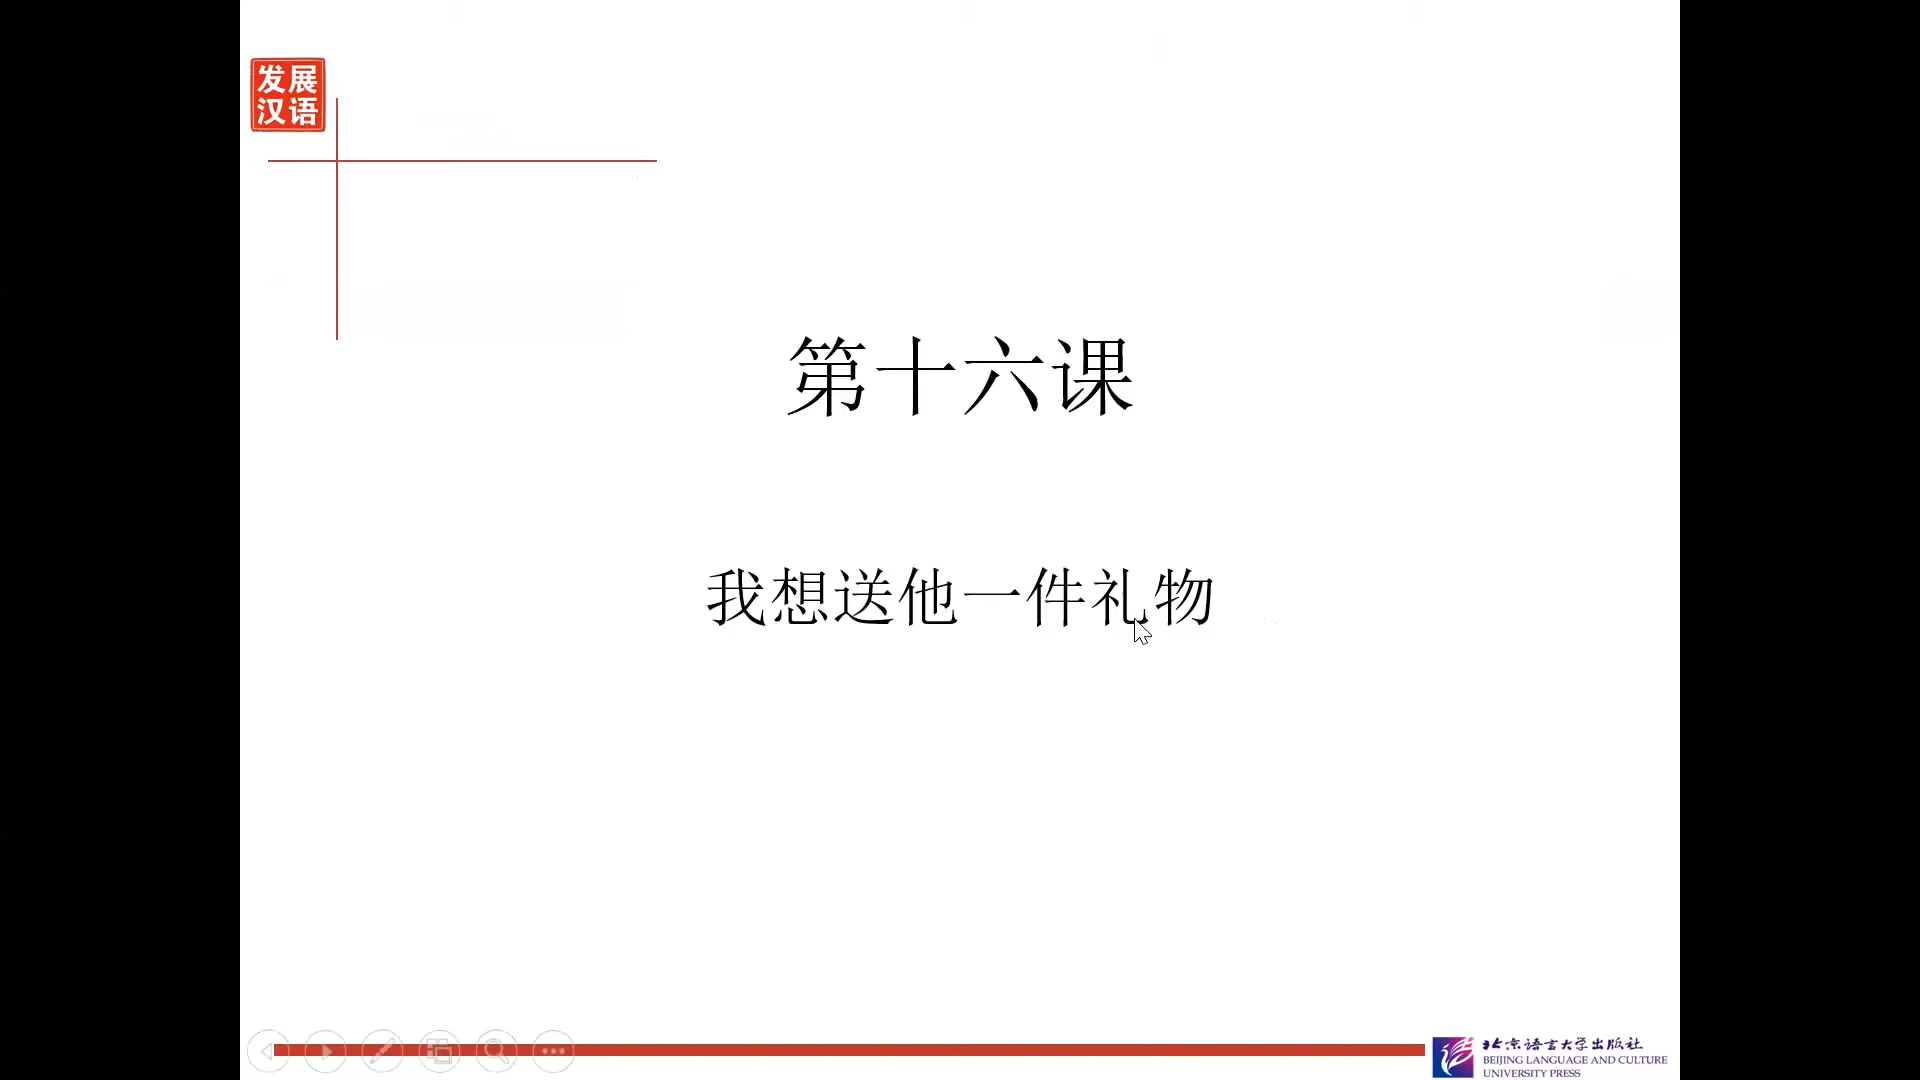 发展
汉语
第十六课
我想送他一件礼物
北京语言大学出版社
BEIJING LANGUAGE AND CULTURE
UNIVERSITY PRESS